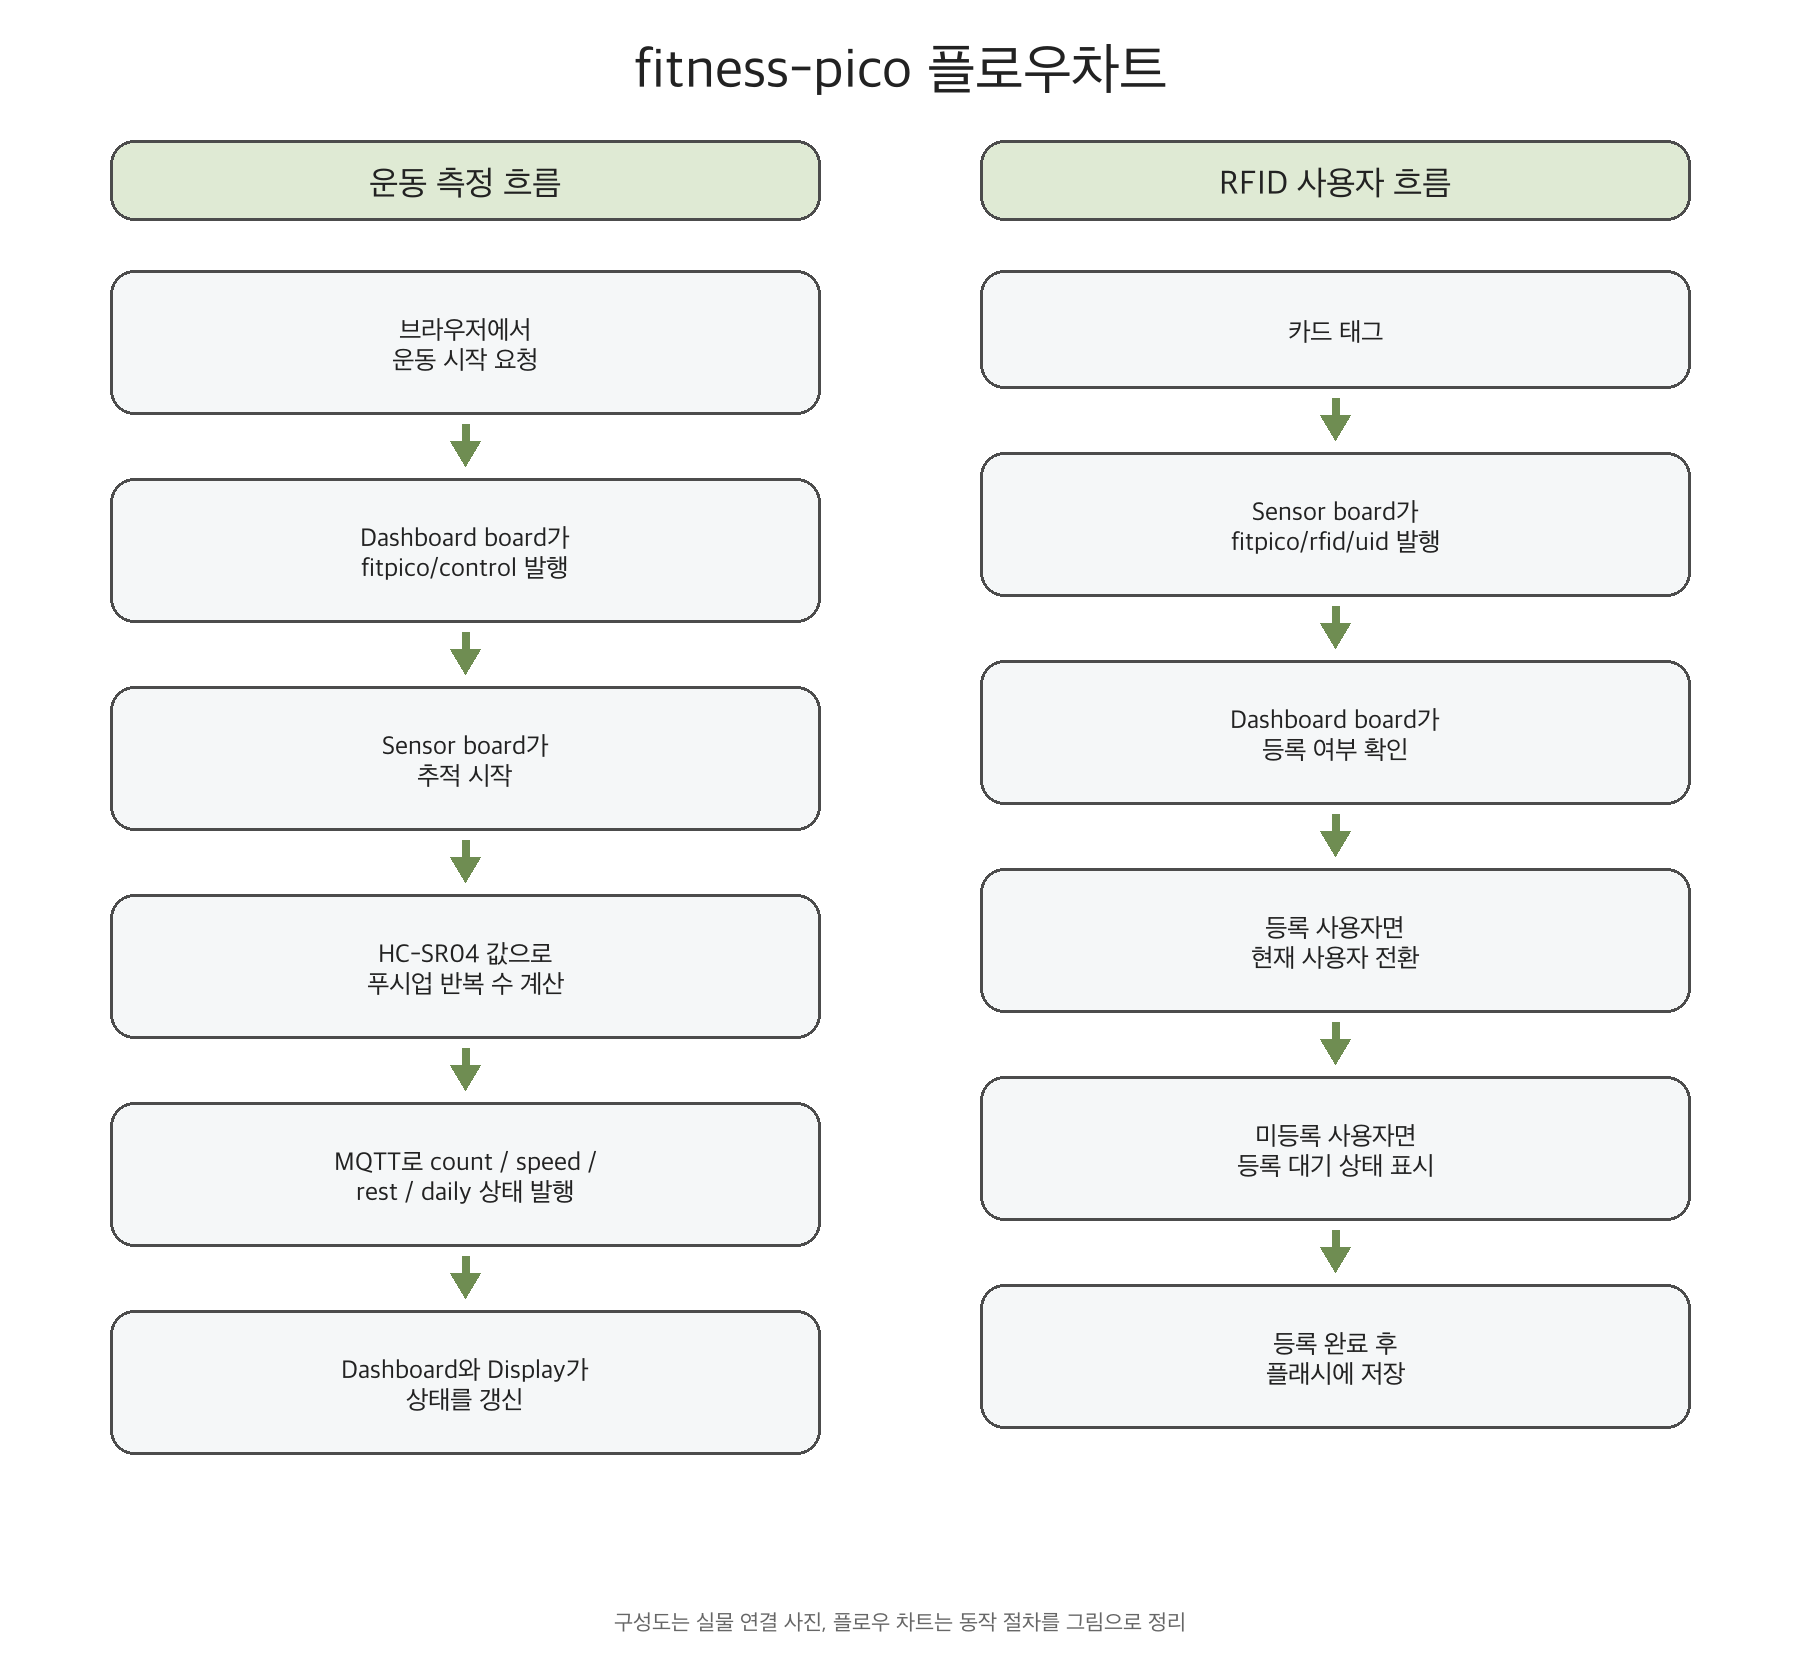 fitness-pico 플로우차트
운동 측정 흐름
브라우저에서
운동 시작 요청
Dashboard board가
fitpico/control 발행
Sensor board가
추적 시작
HC-SR04 값으로
푸시업 반복 수 계산
MQTT로 count / speed /
rest / daily 상태 발행
Dashboard와 Display가
상태를 갱신
RFID 사용자 흐름
카드 태그
Sensor board가
fitpico/rfid/uid 발행
Dashboard board가
등록 여부 확인
등록 사용자면
현재 사용자 전환
미등록 사용자면
등록 대기 상태 표시
등록 완료 후
플래시에 저장
구성도는 실물 연결 사진, 플로우 차트는 동작 절차를 그림으로 정리